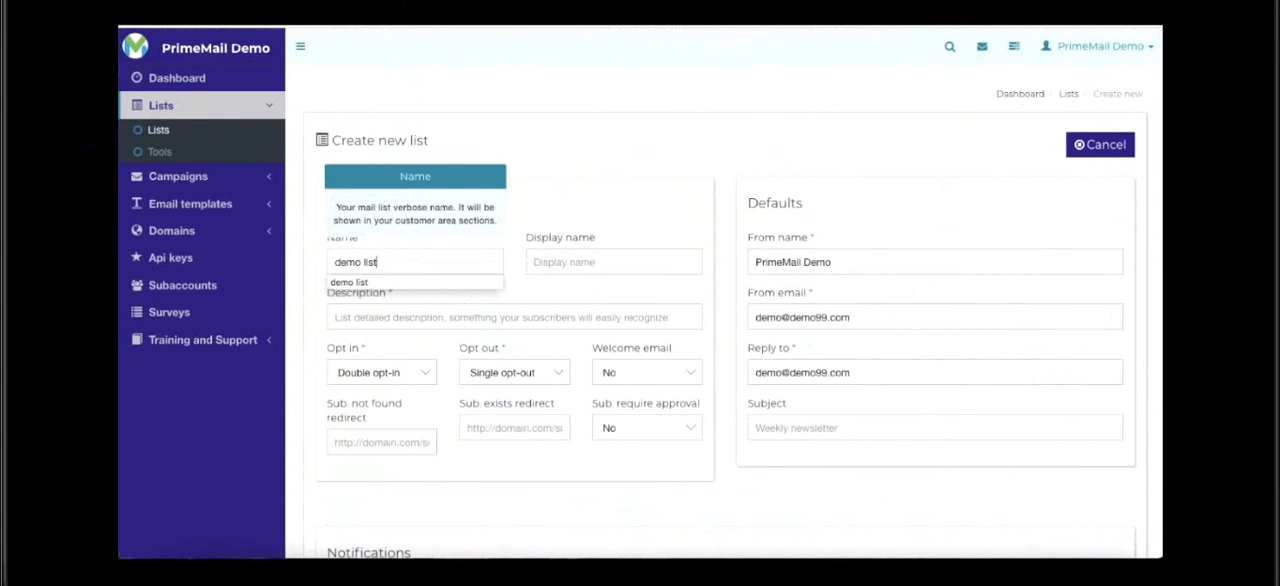 PrimeMail Demo
PrimeMail Demo
Dashboard
Lists
Lists
Tools
Campaigns
Email templates
Domains
Api keys
Subaccounts
Surveys
Training and Support
Dashboard Lists Create new
Create new list
Cancel
Name
Your mail list verbose name. It will be
shown in your customer area sections.
Name *
demo list
demo list
Display name
Display name
Description *
List detailed description, something your subscribers will easily recognize.
Opt in *
Double opt-in
Opt out *
Single opt-out
Welcome email
No
Sub. not found
redirect
http://domain.com/s
Sub. exists redirect
http://domain.com/s
Sub. require approval
No
Defaults
From name *
PrimeMail Demo
From email *
demo@demo99.com
Reply to *
demo@demo99.com
Subject
Weekly newsletter
Notifications